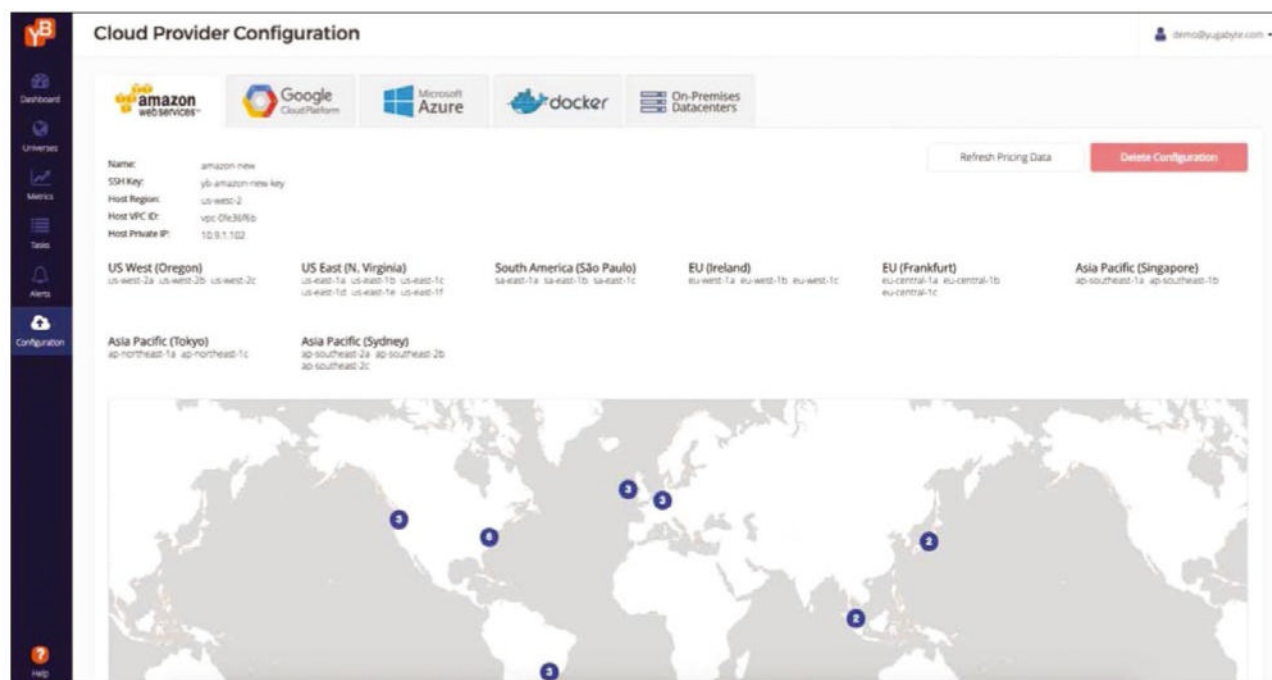 YB
Cloud Provider Configuration
demo@yugabyte.com
Dashboard
Universes
Metrics
Tasks
Alerts
Configuration
Help
amazon
webservices™
Google
Cloud Platform
Microsoft
Azure
docker
On-Premises
Datacenters
Refresh Pricing Data
Delete Configuration
Name: amazon-new
SSH Key: yb-amazon-new-key
Host Region: us-west-2
Host VPC ID: vpc-0fe36f6b
Host Private IP: 10.9.1.102
US West (Oregon)
us-west-2a us-west-2b us-west-2c
US East (N. Virginia)
us-east-1a us-east-1b us-east-1c
us-east-1d us-east-1e us-east-1f
South America (São Paulo)
sa-east-1a sa-east-1b sa-east-1c
EU (Ireland)
eu-west-1a eu-west-1b eu-west-1c
EU (Frankfurt)
eu-central-1a eu-central-1b
eu-central-1c
Asia Pacific (Singapore)
ap-southeast-1a ap-southeast-1b
Asia Pacific (Tokyo)
ap-northeast-1a ap-northeast-1c
Asia Pacific (Sydney)
ap-southeast-2a ap-southeast-2b
ap-southeast-2c
3
3
3
6
2
2
3